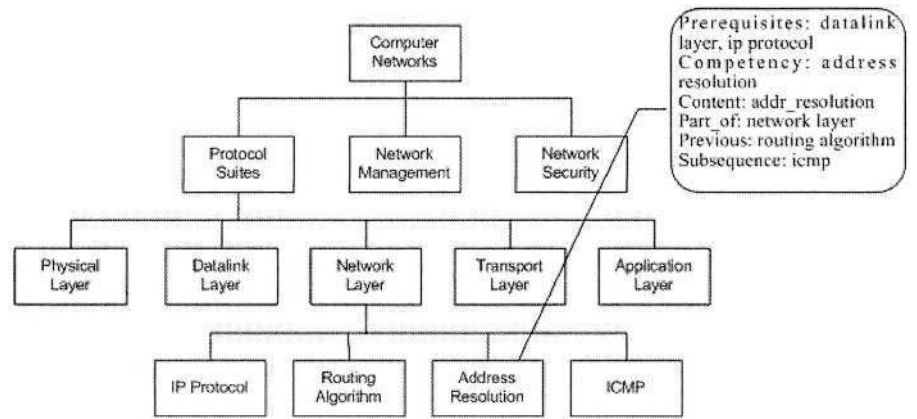 Computer
Networks
Prerequisites: datalink
layer, ip protocol
Competency: address
resolution
Content: addr_resolution
Part_of: network layer
Previous: routing algorithm
Subsequence: icmp
Protocol
Suites
Network
Management
Network
Security
Physical
Layer
Datalink
Layer
Network
Layer
Transport
Layer
Application
Layer
IP Protocol
Routing
Algorithm
Address
Resolution
ICMP